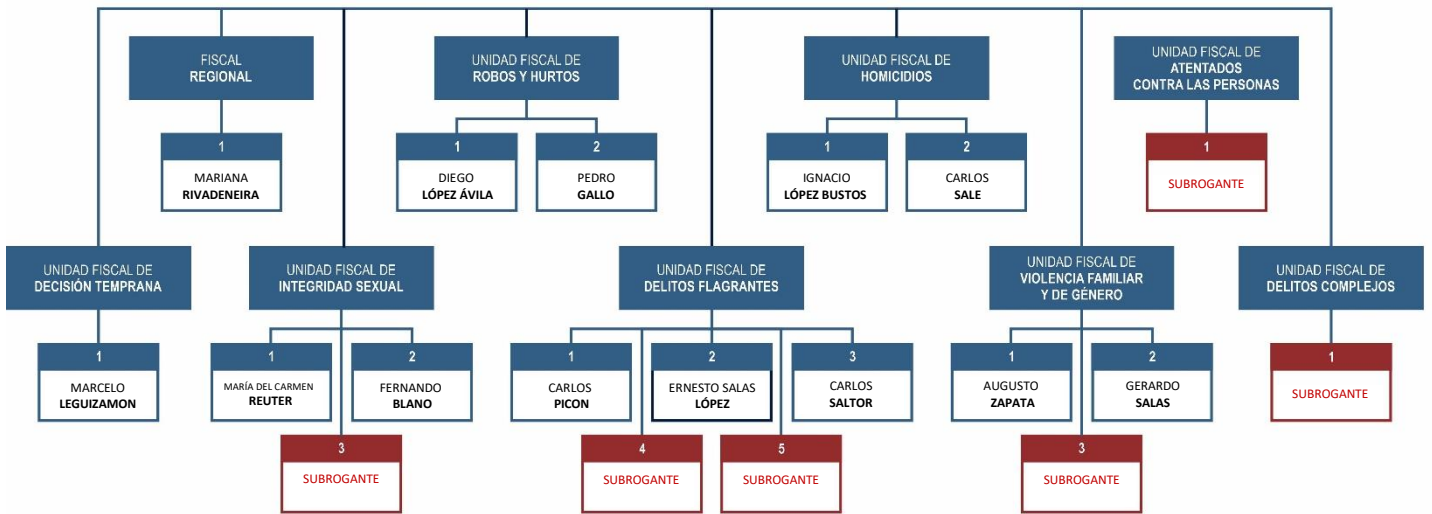 FISCAL
REGIONAL
1
MARIANA
RIVADENEIRA
UNIDAD FISCAL DE
ROBOS Y HURTOS
1
DIEGO
LÓPEZ ÁVILA
2
PEDRO
GALLO
UNIDAD FISCAL DE
HOMICIDIOS
1
IGNACIO
LÓPEZ BUSTOS
2
CARLOS
SALE
UNIDAD FISCAL DE
ATENTADOS
CONTRA LAS PERSONAS
1
SUBROGANTE
UNIDAD FISCAL DE
DECISIÓN TEMPRANA
1
MARCELO
LEGUIZAMON
UNIDAD FISCAL DE
INTEGRIDAD SEXUAL
1
MARÍA DEL CARMEN
REUTER
2
FERNANDO
BLANO
3
SUBROGANTE
UNIDAD FISCAL DE
DELITOS FLAGRANTES
1
CARLOS
PICON
2
ERNESTO SALAS
LÓPEZ
3
CARLOS
SALTOR
4
SUBROGANTE
5
SUBROGANTE
UNIDAD FISCAL DE
VIOLENCIA FAMILIAR
Y DE GÉNERO
1
AUGUSTO
ZAPATA
2
GERARDO
SALAS
3
SUBROGANTE
UNIDAD FISCAL DE
DELITOS COMPLEJOS
1
SUBROGANTE